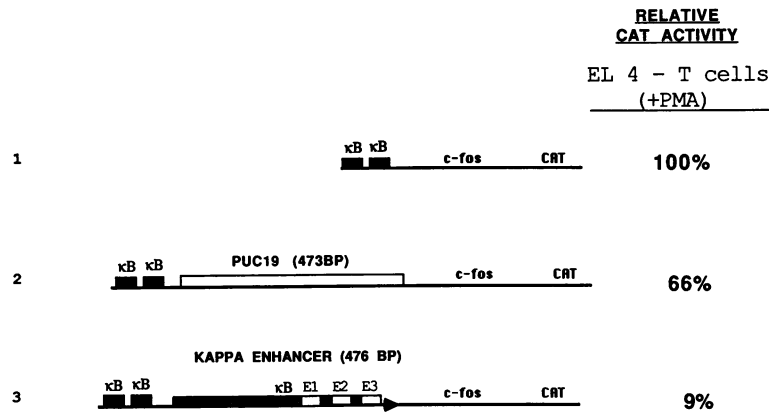 RELATIVE
CAT ACTIVITY
EL 4 - T cells
(+PMA)
1
κB κB
c-fos
CAT
100%
2
κB κB
PUC19 (473BP)
c-fos
CAT
66%
KAPPA ENHANCER (476 BP)
3
κB κB
κB E1 E2 E3
c-fos
CAT
9%